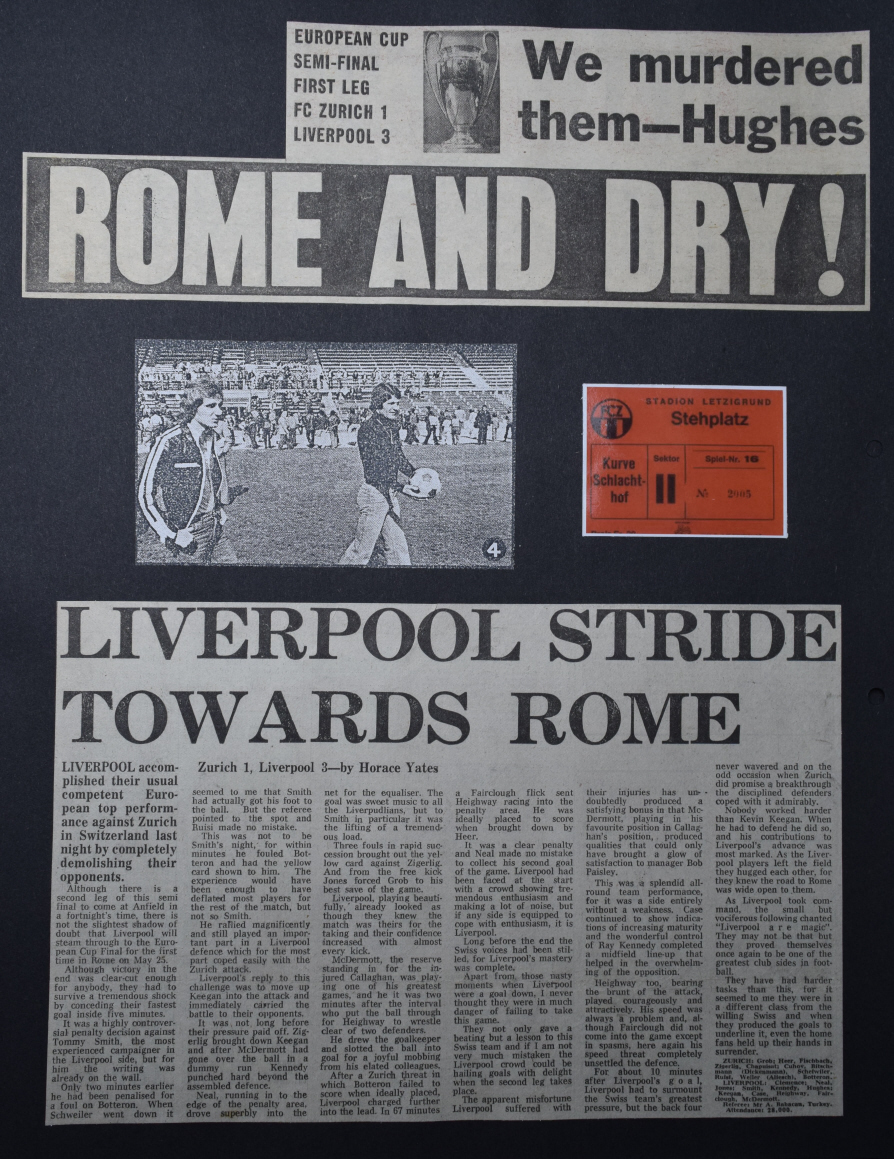 EUROPEAN CUP
SEMI-FINAL
FIRST LEG
FC ZURICH 1
LIVERPOOL 3
We murdered
them—Hughes
ROME AND DRY!
4
FCZ
STADION LETZIGRUND
Stehplatz
Kurve
Schlacht-
hof
Sektor
II
Spiel-Nr. 16
№ 2005
LIVERPOOL STRIDE
TOWARDS ROME
LIVERPOOL accom-
plished their usual
competent Euro-
pean top perform-
ance against Zurich
in Switzerland last
night by completely
demolishing their
opponents.
Although there is a
second leg of this semi
final to come at Anfield in
a fortnight's time, there is
not the slightest shadow of
doubt that Liverpool will
steam through to the Euro-
pean Cup Final for the first
time in Rome on May 25.
Although victory in the
end was clear-cut enough
for anybody, they had to
survive a tremendous shock
by conceding their fastest
goal inside five minutes.
It was a highly controver-
sial penalty decision against
Tommy Smith, the most
experienced campaigner in
the Liverpool side, but for
him the writing was
already on the wall.
Only two minutes earlier
he had been penalised for
a foul on Botteron. When
Schweiler went down it
Zurich 1, Liverpool 3—by Horace Yates
seemed to me that Smith
had actually got his foot to
the ball. But the referee
pointed to the spot and
Ruisi made no mistake.
This was not to be
Smith's night, for within
minutes he fouled Bot-
teron and had the yellow
card shown to him. The
experience would have
been enough to have
deflated most players for
the rest of the match, but
not so Smith.
He rallied magnificently
and still played an impor-
tant part in a Liverpool
defence which for the most
part coped easily with the
Zurich attack.
Liverpool's reply to this
challenge was to move up
Keegan into the attack and
immediately carried the
battle to their opponents.
It was not long before
their pressure paid off. Zig-
erlig brought down Keegan
and after McDermott had
gone over the ball in a
dummy run Kennedy
punched hard beyond the
assembled defence.
Neal, running in to the
edge of the penalty area,
drove superbly into the
net for the equaliser. The
goal was sweet music to all
the Liverpudlians, but to
Smith in particular it was
the lifting of a tremend-
ous load.
Three fouls in rapid suc-
cession brought out the yel-
low card against Zigerlig.
And from the free kick
Jones forced Grob to his
best save of the game.
Liverpool, playing beauti-
fully, already looked as
though they knew the
match was theirs for the
taking and their confidence
increased with almost
every kick.
McDermott, the reserve
standing in for the in-
jured Callaghan, was play-
ing one of his greatest
games, and he it was two
minutes after the interval
who put the ball through
for Heighway to wrestle
clear of two defenders.
He drew the goalkeeper
and slotted the ball into
goal for a joyful mobbing
from his elated colleagues.
After a Zurich threat in
which Botteron failed to
score when ideally placed,
Liverpool charged further
into the lead. In 67 minutes
a Fairclough flick sent
Heighway racing into the
penalty area. He was
ideally placed to score
when brought down by
Heer.
It was a clear penalty
and Neal made no mistake
to collect his second goal
of the game. Liverpool had
been faced at the start
with a crowd showing tre-
mendous enthusiasm and
making a lot of noise, but
if any side is equipped to
cope with enthusiasm, it is
Liverpool.
Long before the end the
Swiss voices had been stil-
led, for Liverpool's mastery
was complete.
Apart from, those nasty
moments when Liverpool
were a goal down, I never
thought they were in much
danger of failing to take
this game.
They not only gave a
beating but a lesson to this
Swiss team and if I am not
very much mistaken the
Liverpool crowd could be
hailing goals with delight
when the second leg takes
place.
The apparent misfortune
Liverpool suffered with
their injuries has un-
doubtedly produced a
satisfying bonus in that Mc-
Dermott, playing in his
favourite position in Callag-
han's position, produced
qualities that could only
have brought a glow of
satisfaction to manager Bob
Paisley.
This was a splendid all-
round team performance,
for it was a side entirely
without a weakness. Case
continued to show indica-
tions of increasing maturity
and the wonderful control
of Ray Kennedy completed
a midfield line-up that
helped in the overwhelm-
ing of the opposition.
Heighway too, bearing
the brunt of the attack,
played courageously and
attractively. His speed was
always a problem and, al-
though Fairclough did not
come into the game except
in spasms, here again his
speed threat completely
unsettled the defence.
For about 10 minutes
after Liverpool's goal,
Liverpool had to surmount
the Swiss team's greatest
pressure, but the back four
never wavered and on the
odd occasion when Zurich
did promise a breakthrough
the disciplined defenders
coped with it admirably.
Nobody worked harder
than Kevin Keegan. When
he had to defend he did so,
and his contributions to
Liverpool's advance was
most marked. As the Liver-
pool players left the field
they hugged each other, for
they knew the road to Rome
was wide open to them.
As Liverpool took com-
mand, the small but
vociferous following chanted
"Liverpool are magic".
They may not be that but
they proved themselves
once again to be one of the
greatest club sides in foot-
ball.
They have had harder
tasks than this, for it
seemed to me they were in
a different class from the
willing Swiss and when
they produced the goals to
underline it, even the home
fans held up their hands in
surrender.
ZURICH: Grob; Heer, Fischbach,
Zigerlig, Chapuisat; Cucinotta,
LIVERPOOL: Clemence; Neal,
Jones; Smith, Kennedy, Hughes;
Keegan, Case, Heighway, Fair-
clough, McDermott.
Referee: Mr A. Babacan, Turkey.
Attendance: 28,000.